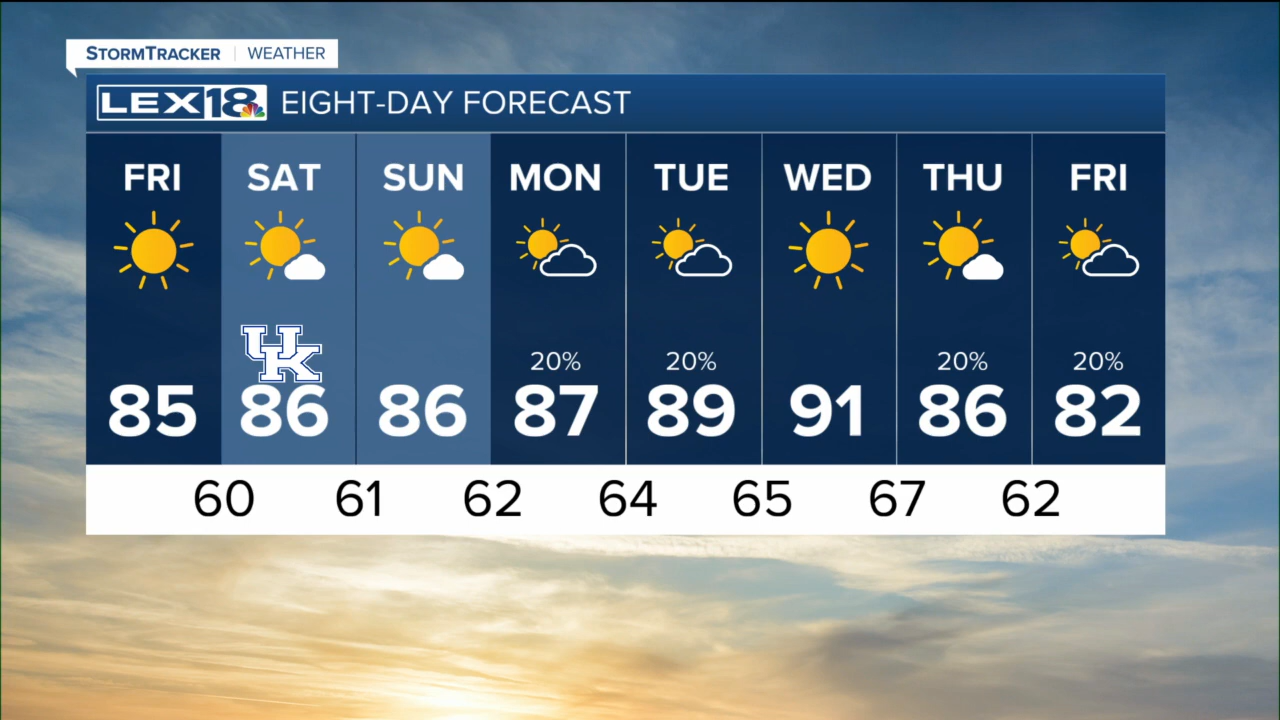 STORMTRACKER | WEATHER
LEX18 EIGHT-DAY FORECAST
FRI SAT SUN MON TUE WED THU FRI
UK
20% 20% 20% 20%
85 86 86 87 89 91 86 82
60 61 62 64 65 67 62